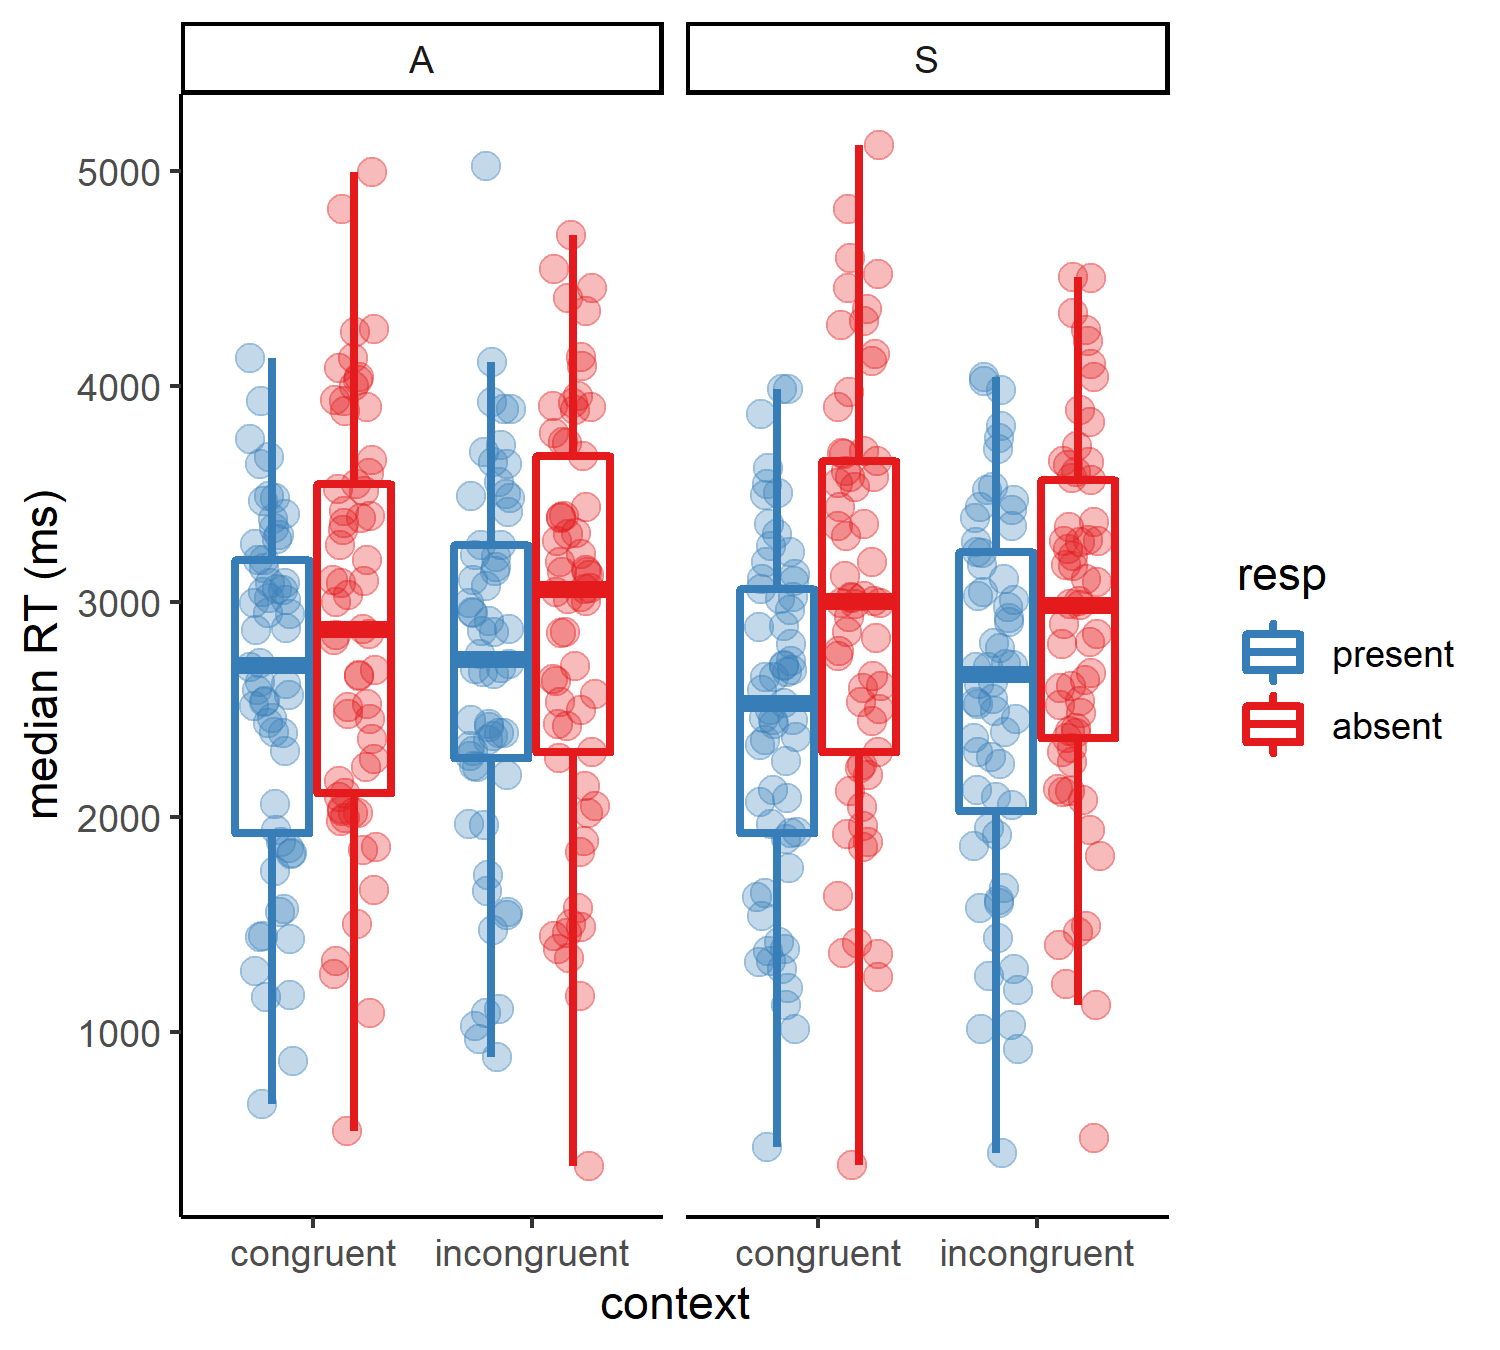 A
S
5000
4000
3000
2000
1000
median RT (ms)
congruent
incongruent
congruent
incongruent
context
resp
present
absent